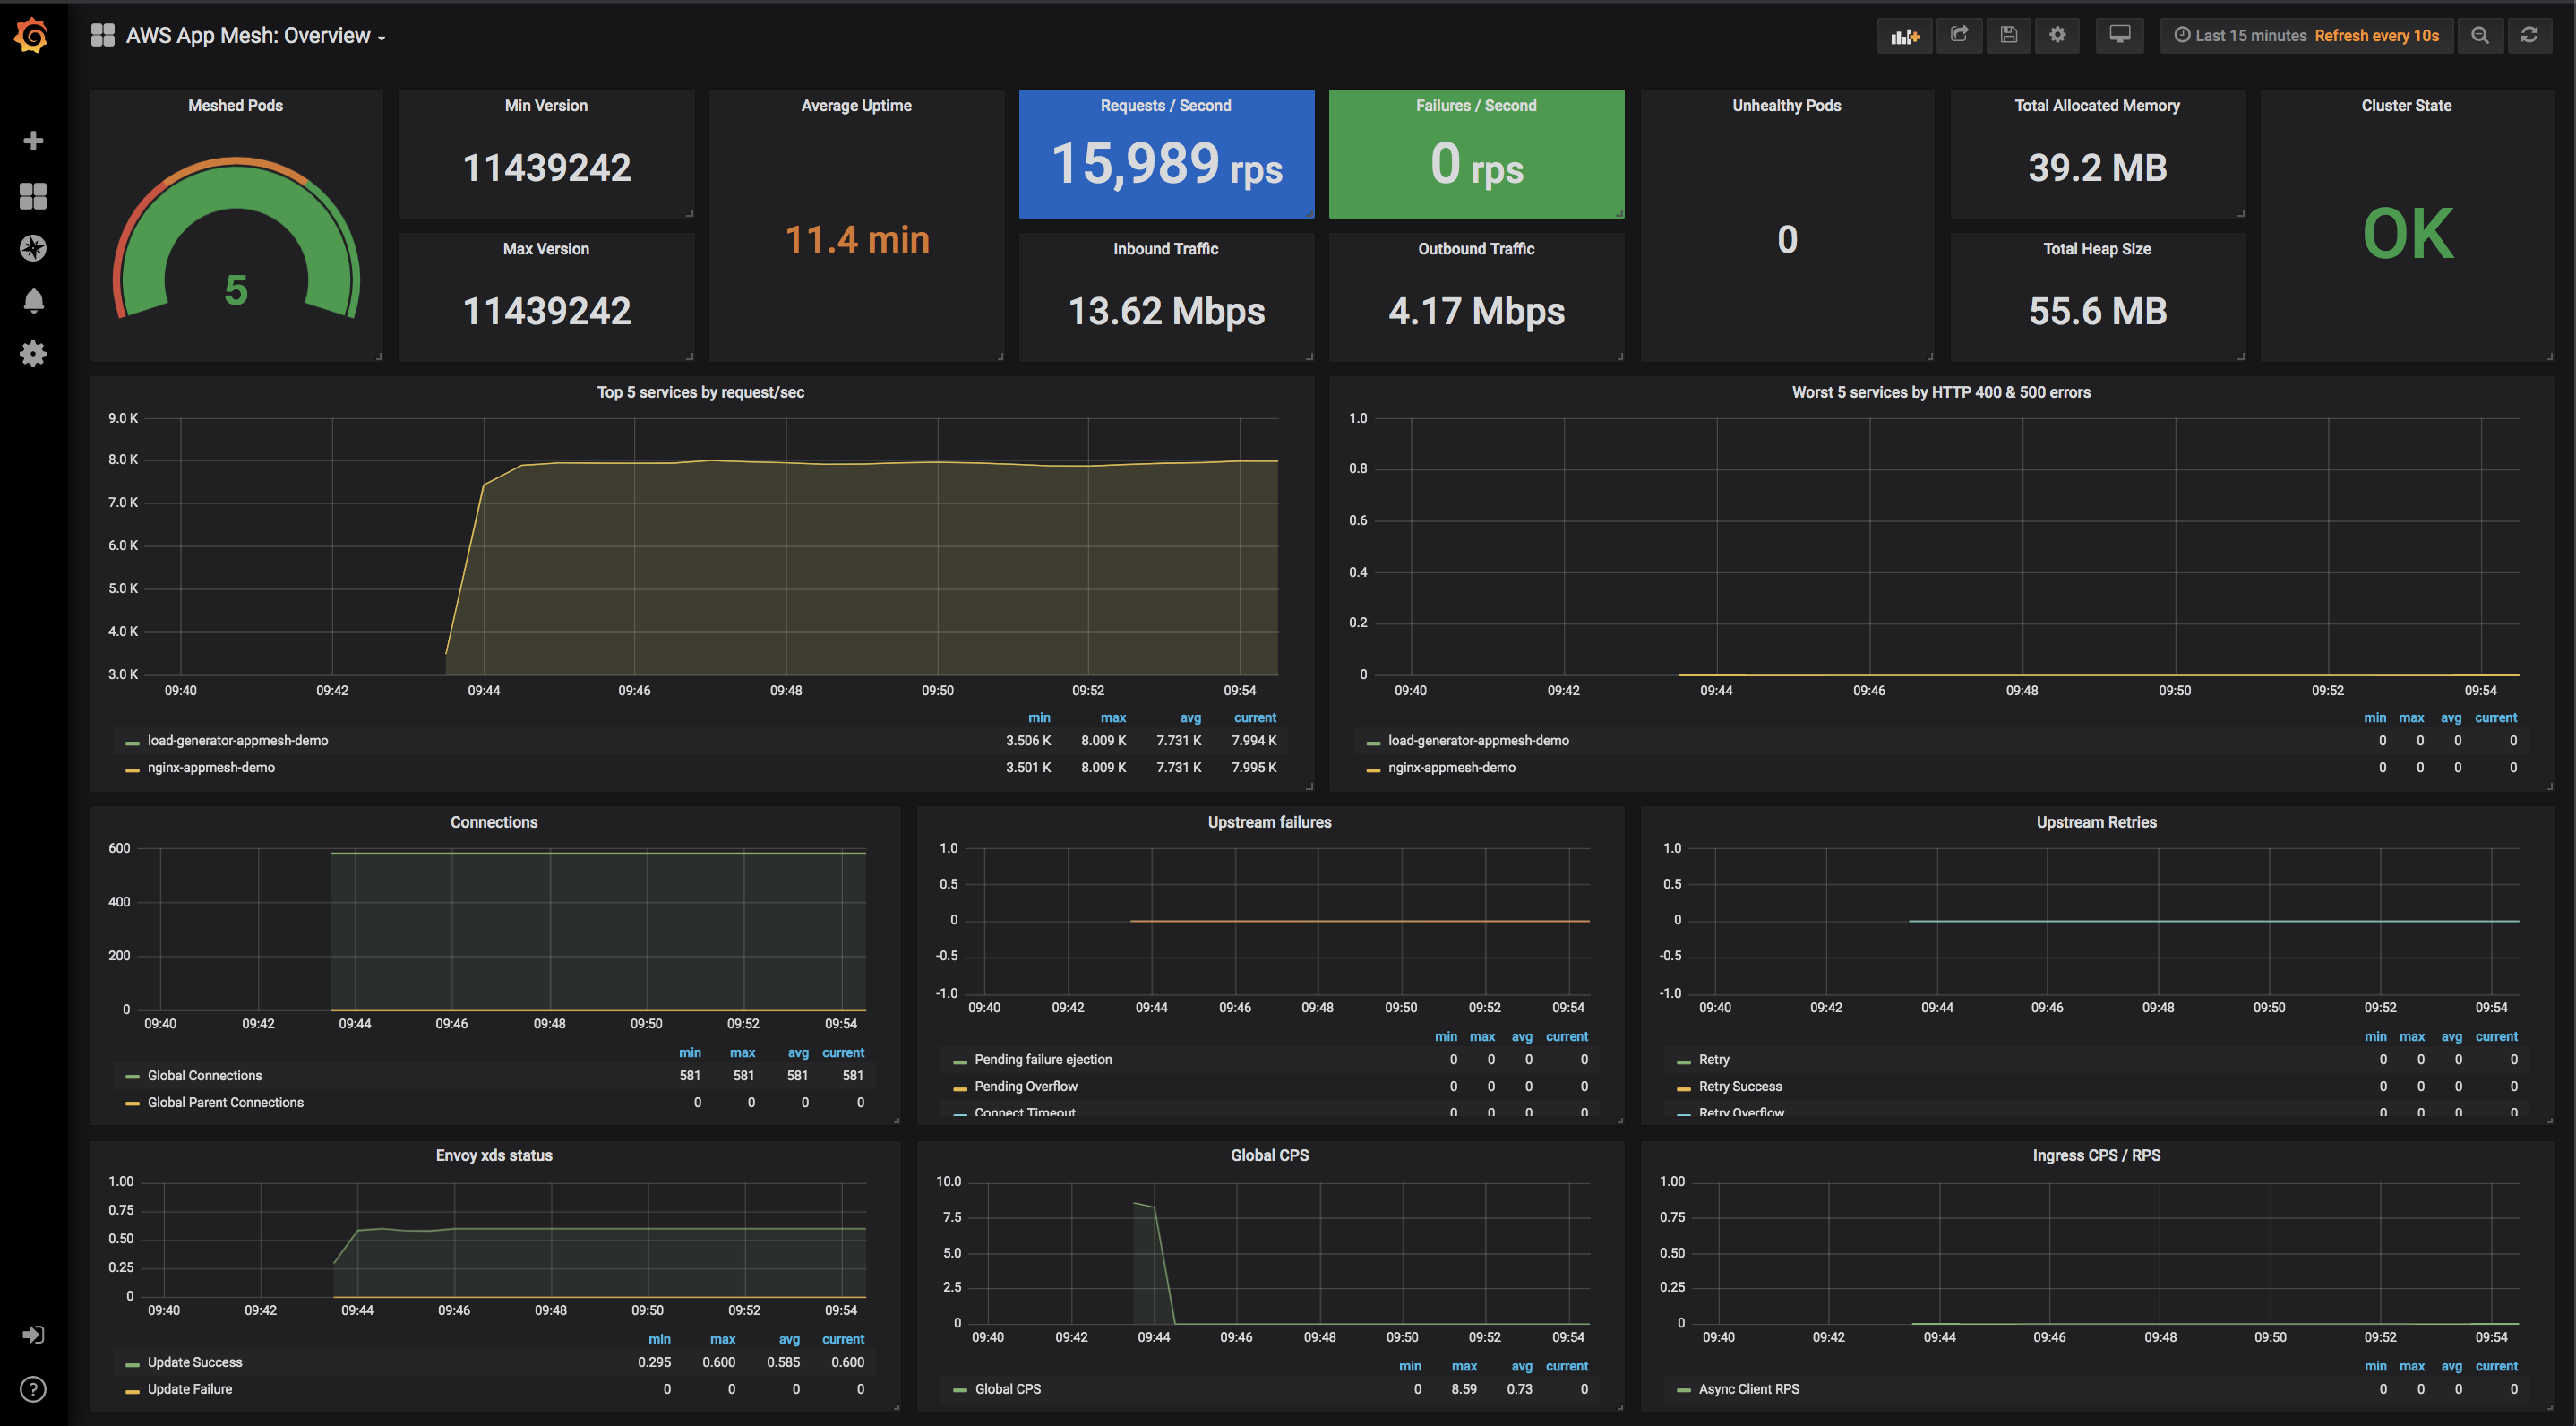 AWS App Mesh: Overview
Last 15 minutes Refresh every 10s
Meshed Pods
5
Min Version
11439242
Max Version
11439242
Average Uptime
11.4 min
Requests / Second
15,989 rps
Inbound Traffic
13.62 Mbps
Failures / Second
0 rps
Outbound Traffic
4.17 Mbps
Unhealthy Pods
0
Total Allocated Memory
39.2 MB
Total Heap Size
55.6 MB
Cluster State
OK
Top 5 services by request/sec
9.0 K
8.0 K
7.0 K
6.0 K
5.0 K
4.0 K
3.0 K
09:40 09:42 09:44 09:46 09:48 09:50 09:52 09:54
min max avg current
load-generator-appmesh-demo 3.506 K 8.009 K 7.731 K 7.994 K
nginx-appmesh-demo 3.501 K 8.009 K 7.731 K 7.995 K
Worst 5 services by HTTP 400 & 500 errors
1.0
0.8
0.6
0.4
0.2
0
09:40 09:42 09:44 09:46 09:48 09:50 09:52 09:54
min max avg current
load-generator-appmesh-demo 0 0 0 0
nginx-appmesh-demo 0 0 0 0
Connections
600
400
200
0
09:40 09:42 09:44 09:46 09:48 09:50 09:52 09:54
min max avg current
Global Connections 581 581 581 581
Global Parent Connections 0 0 0 0
Upstream failures
1.0
0.5
0
-0.5
-1.0
09:40 09:42 09:44 09:46 09:48 09:50 09:52 09:54
min max avg current
Pending failure ejection 0 0 0 0
Pending Overflow 0 0 0 0
Connect Timeout 0 0 0 0
Upstream Retries
1.0
0.5
0
-0.5
-1.0
09:40 09:42 09:44 09:46 09:48 09:50 09:52 09:54
min max avg current
Retry 0 0 0 0
Retry Success 0 0 0 0
Retry Overflow 0 0 0 0
Envoy xds status
1.00
0.75
0.50
0.25
0
09:40 09:42 09:44 09:46 09:48 09:50 09:52 09:54
min max avg current
Update Success 0.295 0.600 0.585 0.600
Update Failure 0 0 0 0
Global CPS
10.0
7.5
5.0
2.5
0
09:40 09:42 09:44 09:46 09:48 09:50 09:52 09:54
min max avg current
Global CPS 0 8.59 0.73 0
Ingress CPS / RPS
1.00
0.75
0.50
0.25
0
09:40 09:42 09:44 09:46 09:48 09:50 09:52 09:54
min max avg current
Async Client RPS 0 0 0 0